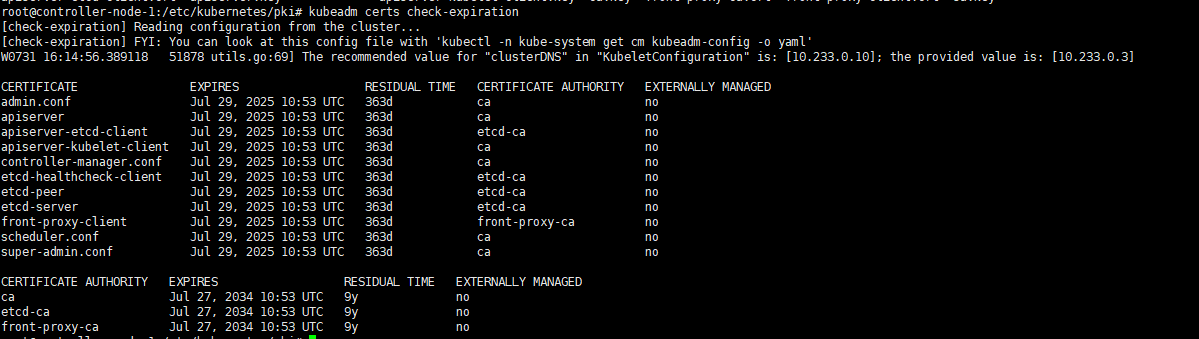 root@controller-node-1:/etc/kubernetes/pki# kubeadm certs check-expiration
[check-expiration] Reading configuration from the cluster...
[check-expiration] FYI: You can look at this config file with 'kubectl -n kube-system get cm kubeadm-config -o yaml'
W0731 16:14:56.389118   51878 utils.go:69] The recommended value for "clusterDNS" in "KubeletConfiguration" is: [10.233.0.10]; the provided value is: [10.233.0.3]
CERTIFICATE                EXPIRES                  RESIDUAL TIME   CERTIFICATE AUTHORITY   EXTERNALLY MANAGED
admin.conf                 Jul 29, 2025 10:53 UTC   363d            ca                      no
apiserver                  Jul 29, 2025 10:53 UTC   363d            ca                      no
apiserver-etcd-client      Jul 29, 2025 10:53 UTC   363d            etcd-ca                 no
apiserver-kubelet-client   Jul 29, 2025 10:53 UTC   363d            ca                      no
controller-manager.conf    Jul 29, 2025 10:53 UTC   363d            ca                      no
etcd-healthcheck-client    Jul 29, 2025 10:53 UTC   363d            etcd-ca                 no
etcd-peer                  Jul 29, 2025 10:53 UTC   363d            etcd-ca                 no
etcd-server                Jul 29, 2025 10:53 UTC   363d            etcd-ca                 no
front-proxy-client         Jul 29, 2025 10:53 UTC   363d            front-proxy-ca          no
scheduler.conf             Jul 29, 2025 10:53 UTC   363d            ca                      no
super-admin.conf           Jul 29, 2025 10:53 UTC   363d            ca                      no
CERTIFICATE AUTHORITY   EXPIRES                  RESIDUAL TIME   EXTERNALLY MANAGED
ca                      Jul 27, 2034 10:53 UTC   9y              no
etcd-ca                 Jul 27, 2034 10:53 UTC   9y              no
front-proxy-ca          Jul 27, 2034 10:53 UTC   9y              no